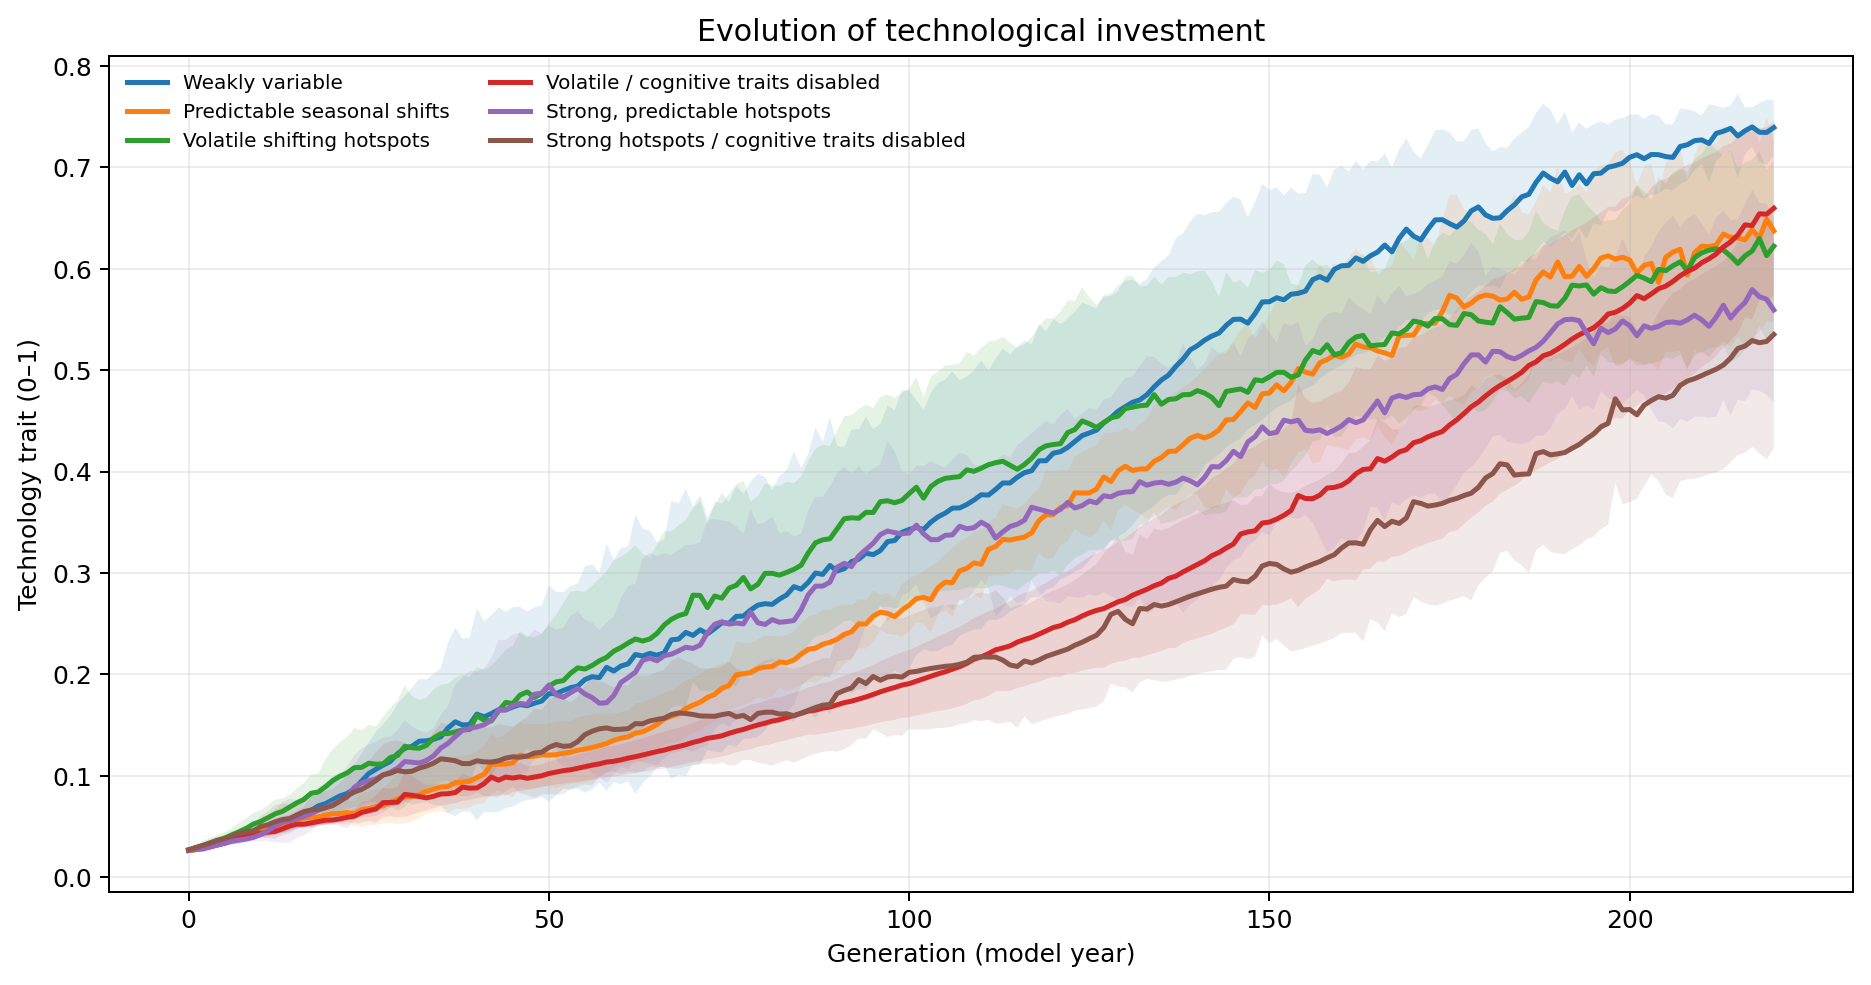 Evolution of technological investment
Weakly variable
Predictable seasonal shifts
Volatile shifting hotspots
Volatile / cognitive traits disabled
Strong, predictable hotspots
Strong hotspots / cognitive traits disabled
Technology trait (0–1)
0.8
0.7
0.6
0.5
0.4
0.3
0.2
0.1
0.0
0
50
100
150
200
Generation (model year)